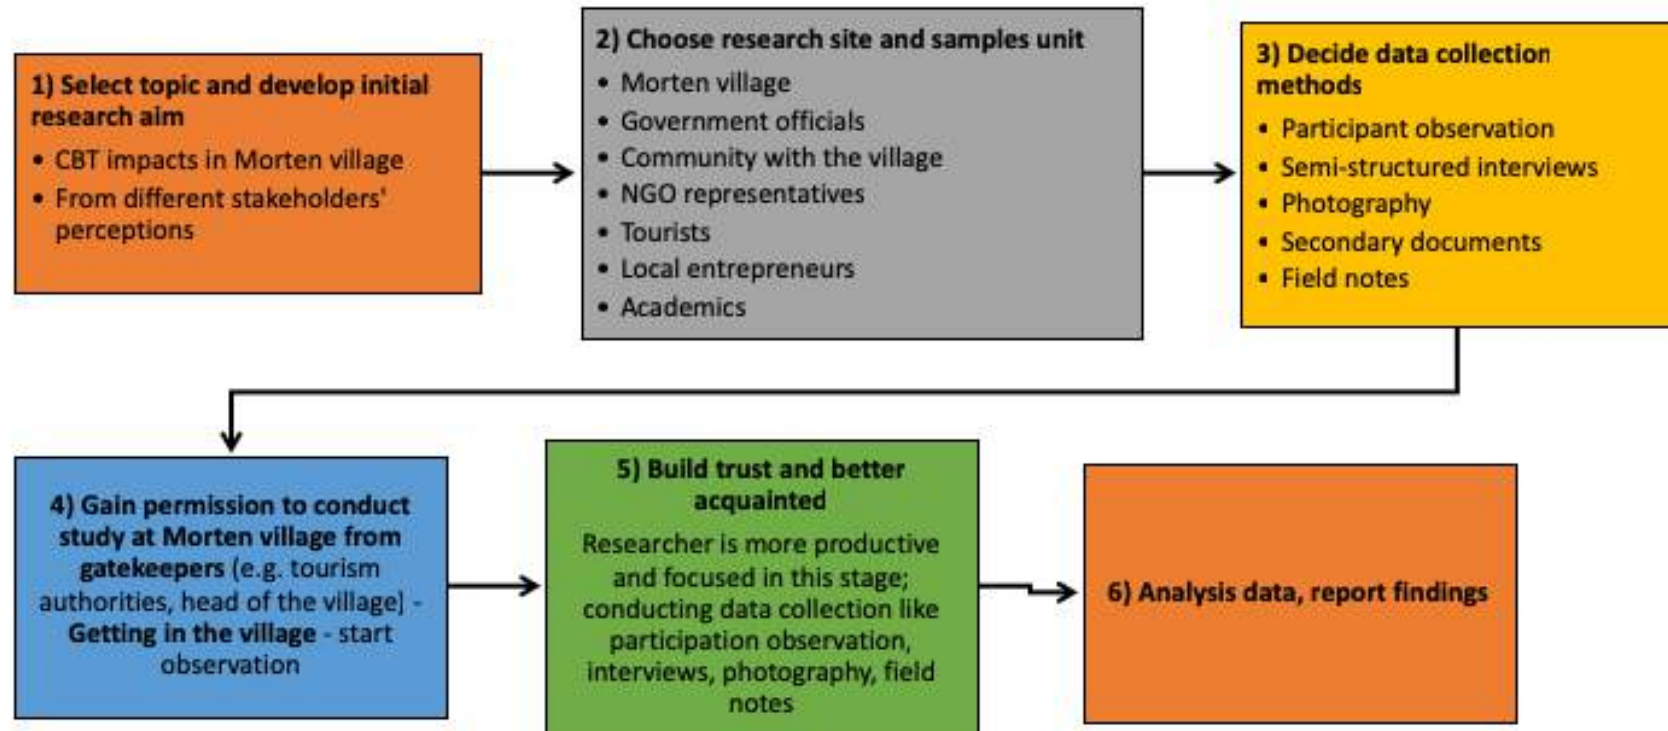 1) Select topic and develop initial
research aim
• CBT impacts in Morten village
• From different stakeholders'
perceptions
2) Choose research site and samples unit
• Morten village
• Government officials
• Community with the village
• NGO representatives
• Tourists
• Local entrepreneurs
• Academics
3) Decide data collection
methods
• Participant observation
• Semi-structured interviews
• Photography
• Secondary documents
• Field notes
4) Gain permission to conduct
study at Morten village from
gatekeepers (e.g. tourism
authorities, head of the village) -
Getting in the village - start
observation
5) Build trust and better
acquainted
Researcher is more productive
and focused in this stage;
conducting data collection like
participation observation,
interviews, photography, field
notes
6) Analysis data, report findings